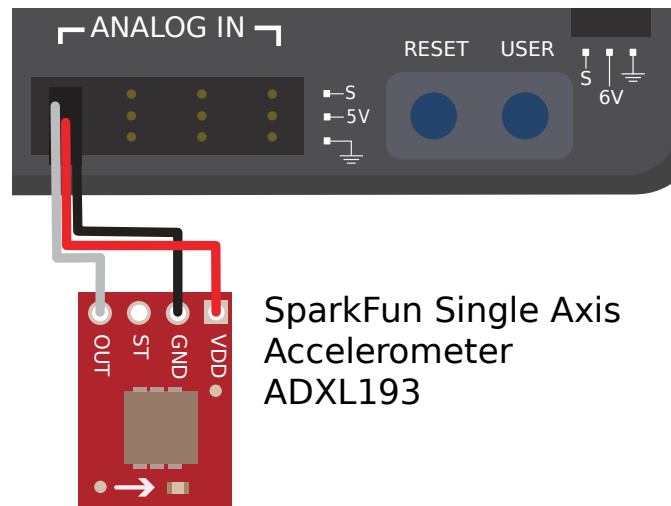 ANALOG IN
RESET
USER
S
5V
S
6V
OUT
ST
GND
VDD
SparkFun Single Axis
Accelerometer
ADXL193